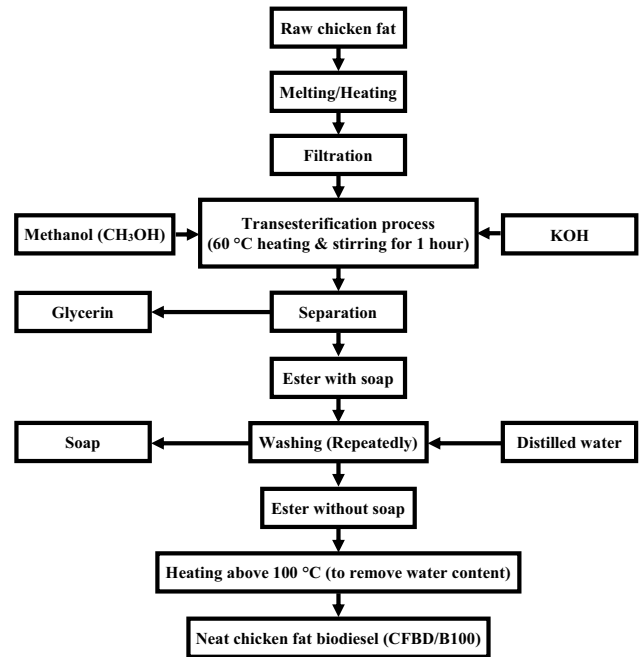 Raw chicken fat
Melting/Heating
Filtration
Methanol (CH₃OH)
Transesterification process
(60 °C heating & stirring for 1 hour)
KOH
Glycerin
Separation
Ester with soap
Soap
Washing (Repeatedly)
Distilled water
Ester without soap
Heating above 100 °C (to remove water content)
Neat chicken fat biodiesel (CFBD/B100)